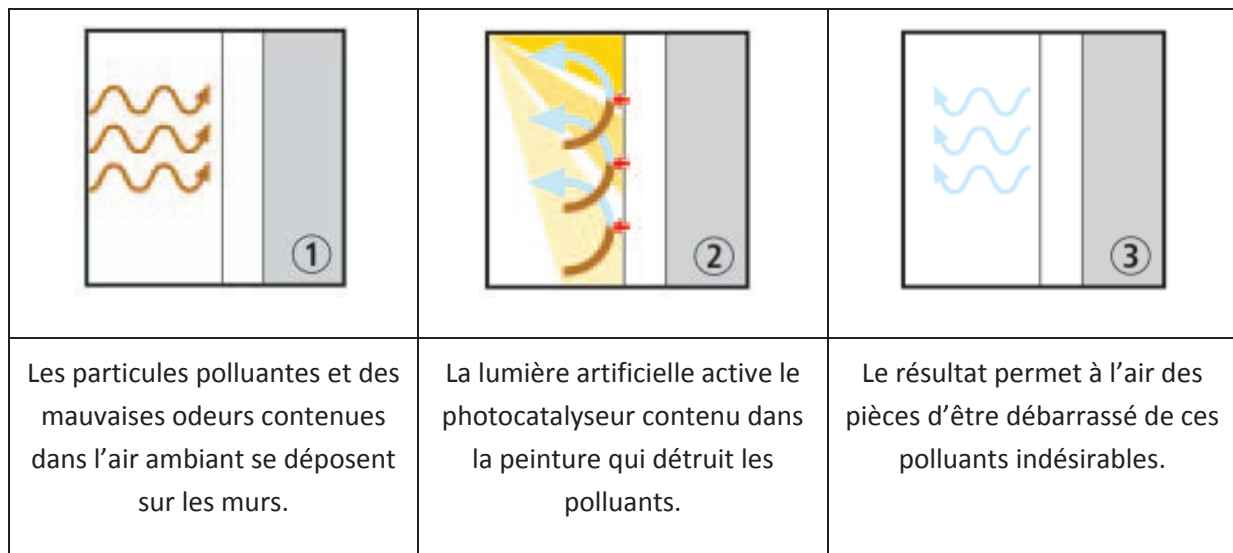 ①
②
③
Les particules polluantes et des
mauvaises odeurs contenues
dans l’air ambiant se déposent
sur les murs.
La lumière artificielle active le
photocatalyseur contenu dans
la peinture qui détruit les
polluants.
Le résultat permet à l’air des
pièces d’être débarrassé de ces
polluants indésirables.